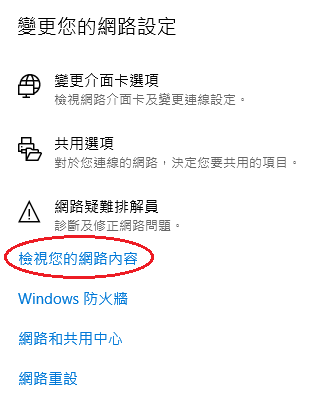 變更您的網路設定
變更介面卡選項
檢視網路介面卡及變更連線設定。
共用選項
對於您連線的網路，決定您要共用的項目。
網路疑難排解員
診斷及修正網路問題。
檢視您的網路內容
Windows 防火牆
網路和共用中心
網路重設